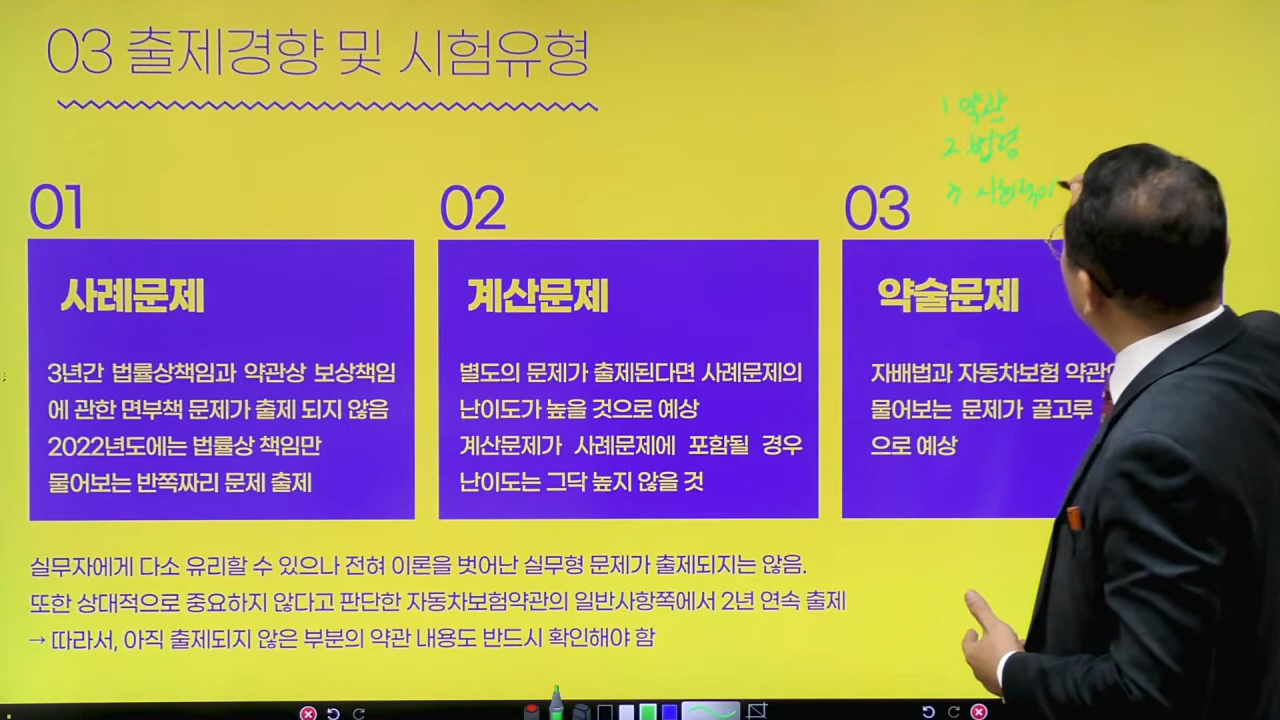 03 출제경향 및 시험유형
1 약관
2. 법령
3.
01
사례문제
3년간 법률상책임과 약관상 보상책임
에 관한 면부책 문제가 출제 되지 않음
2022년도에는 법률상 책임만
물어보는 반쪽짜리 문제 출제
02
계산문제
별도의 문제가 출제된다면 사례문제의
난이도가 높을 것으로 예상
계산문제가 사례문제에 포함될 경우
난이도는 그닥 높지 않을 것
03
약술문제
자배법과 자동차보험
물어보는 문제가 골고루
으로 예상
실무자에게 다소 유리할 수 있으나 전혀 이론을 벗어난 실무형 문제가 출제되지는 않음.
또한 상대적으로 중요하지 않다고 판단한 자동차보험약관의 일반사항쪽에서 2년 연속 출제
→ 따라서, 아직 출제되지 않은 부분의 약관 내용도 반드시 확인해야 함